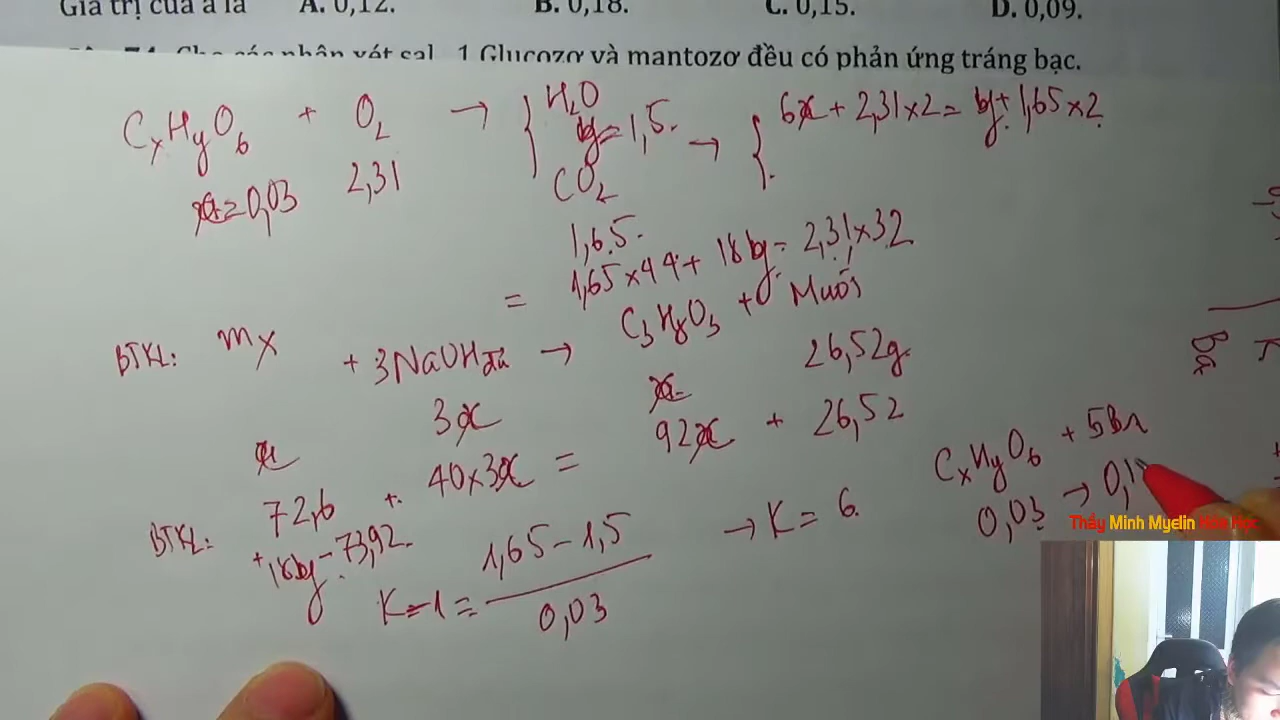 Giá trị của a là A. 0,12. B. 0,18. C. 0,15. D. 0,09.
1 Glucozơ và mantozơ đều có phản ứng tráng bạc.
CxHyO6 + O2 → { H2O y=1,5. → { 6x + 2,31×2 = y + 1,65×2
x=0,03 2,31 CO2
1,65.
= 1,65×44 + 18y - 2,31×32
BTKL: mX + 3NaOH đủ → C3H8O3 + Muối
26,52g.
x 3x x
72,6 + 40×3x = 92x + 26,52
+18y - 73,92.
BTKL:
K-1 = 1,65-1,5 / 0,03 → K = 6
CxHyO6 + 5Br
0,03 → 0,1
Thầy Minh Myelin Hóa Học